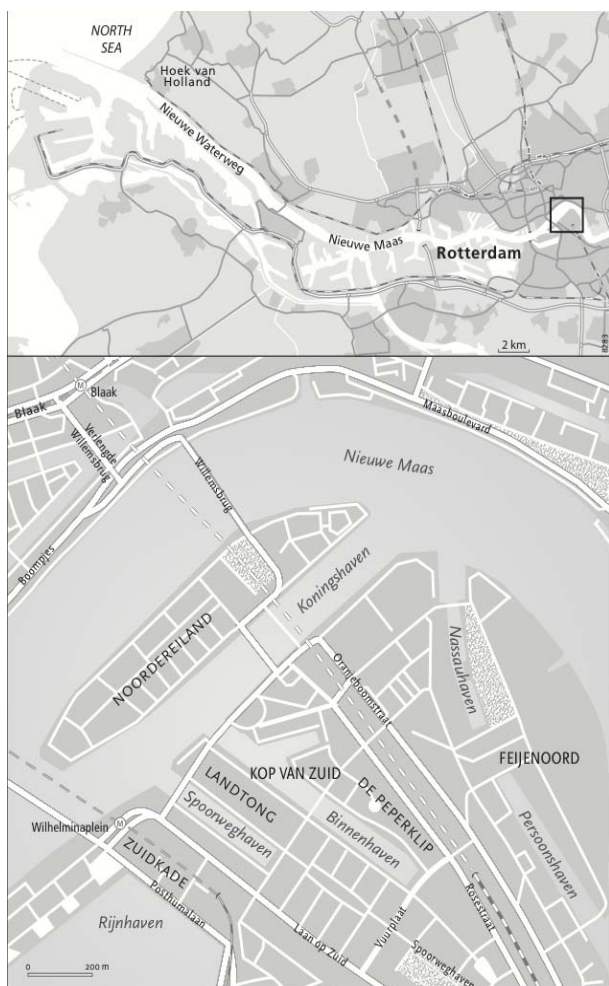 NORTH
SEA
Hoek van
Holland
Nieuwe Waterweg
Nieuwe Maas
Rotterdam
2 km
8283
M
Blaak
Blaak
Maasboulevard
Verlengde
Willemsbrug
Willemsbrug
Nieuwe Maas
Boompjes
Koningshaven
NOORDEREILAND
Nassauhaven
Oranjeboomstraat
FEIJENOORD
KOP VAN ZUID
LANDTONG
DE PEPERKLIP
Spoorweghaven
Binnenhaven
Persoonshaven
Wilhelminaplein
M
ZUIDKADE
Posthumalaan
Rosestraat
Rijnhaven
Vuurplaat
Laan op Zuid
Spoorweghaven
0 200 m